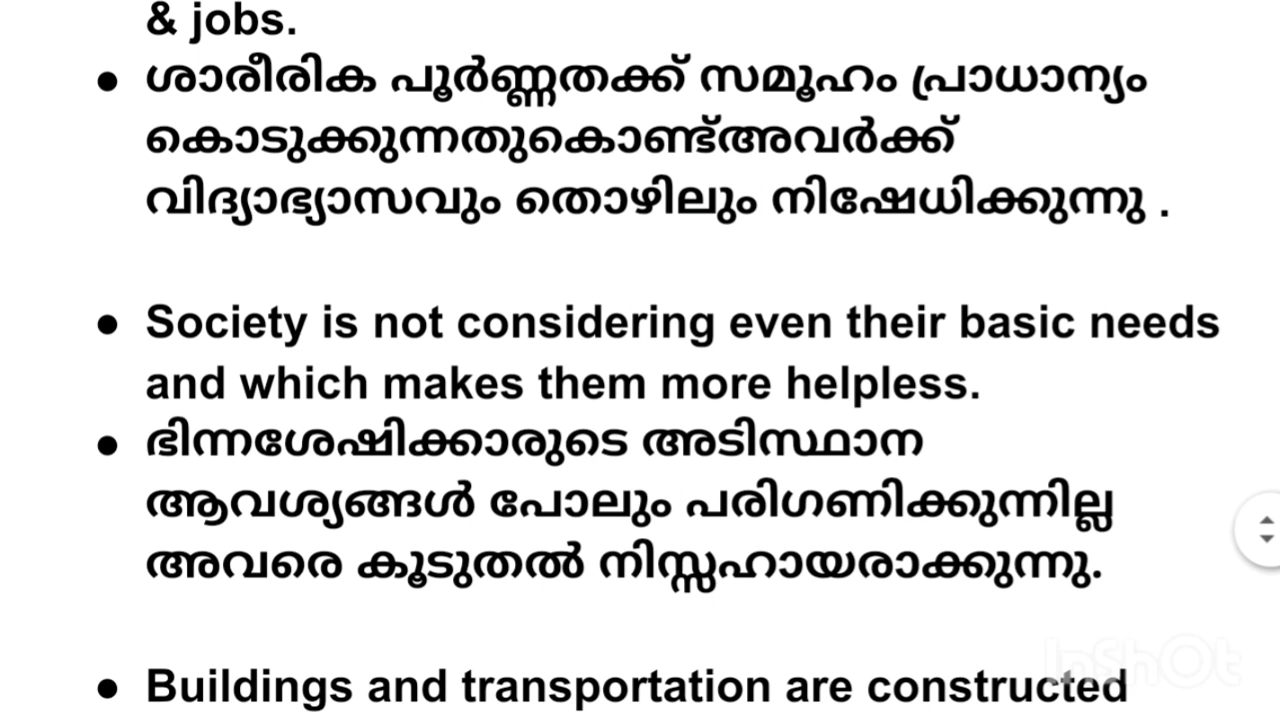 & jobs.
● ശാരീരിക പൂർണ്ണതക്ക് സമൂഹം പ്രാധാന്യം
കൊടുക്കുന്നതുകൊണ്ട്അവർക്ക്
വിദ്യാഭ്യാസവും തൊഴിലും നിഷേധിക്കുന്നു .
● Society is not considering even their basic needs
and which makes them more helpless.
● ഭിന്നശേഷിക്കാരുടെ അടിസ്ഥാന
ആവശ്യങ്ങൾ പോലും പരിഗണിക്കുന്നില്ല
അവരെ കൂടുതൽ നിസ്സഹായരാക്കുന്നു.
● Buildings and transportation are constructed
InShOt